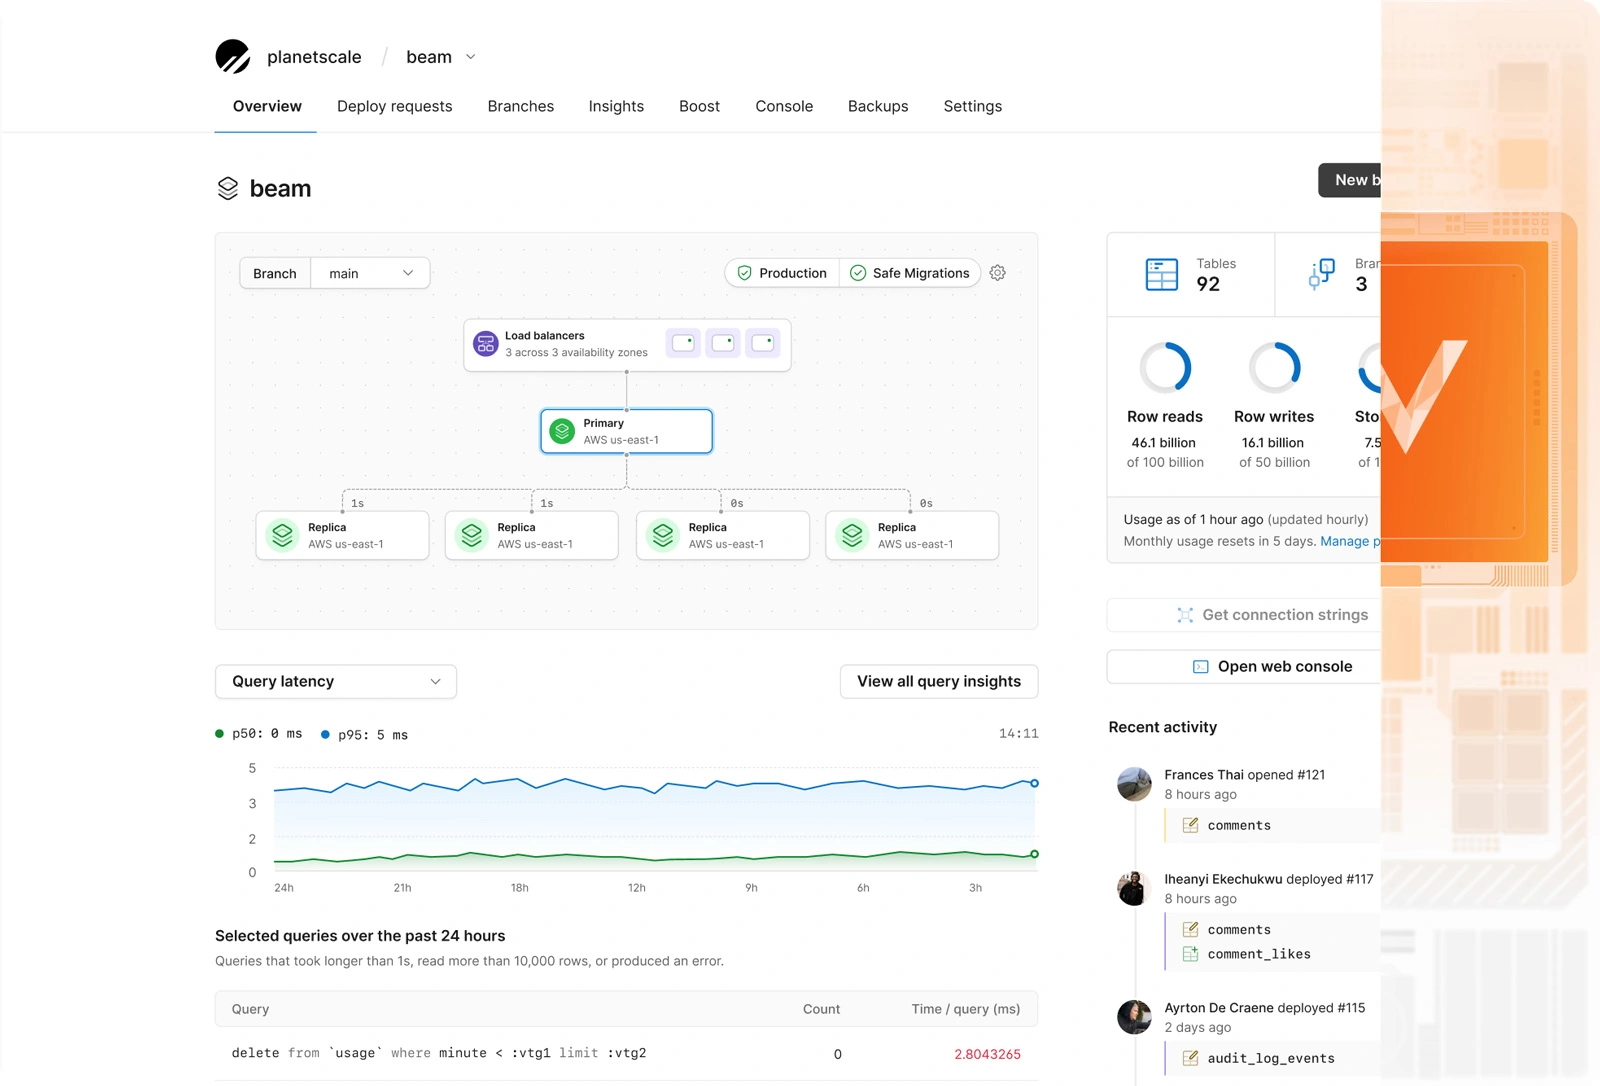 planetscale / beam
Overview Deploy requests Branches Insights Boost Console Backups Settings
beam
New b
Branch main
Production Safe Migrations
Load balancers
3 across 3 availability zones
Primary
AWS us-east-1
1s 1s 0s 0s
Replica Replica Replica Replica
AWS us-east-1 AWS us-east-1 AWS us-east-1 AWS us-east-1
Tables
92
Bran
3
Row reads Row writes Sto
46.1 billion 16.1 billion 7.5
of 100 billion of 50 billion of 1
Usage as of 1 hour ago (updated hourly)
Monthly usage resets in 5 days. Manage p
Get connection strings
Open web console
Query latency
View all query insights
p50: 0 ms p95: 5 ms 14:11
5
3
2
0
24h 21h 18h 12h 9h 6h 3h
Selected queries over the past 24 hours
Queries that took longer than 1s, read more than 10,000 rows, or produced an error.
Query Count Time / query (ms)
delete from `usage` where minute < :vtg1 limit :vtg2 0 2.8043265
Recent activity
Frances Thai opened #121
8 hours ago
comments
Iheanyi Ekechukwu deployed #117
8 hours ago
comments
comment_likes
Ayrton De Craene deployed #115
2 days ago
audit_log_events